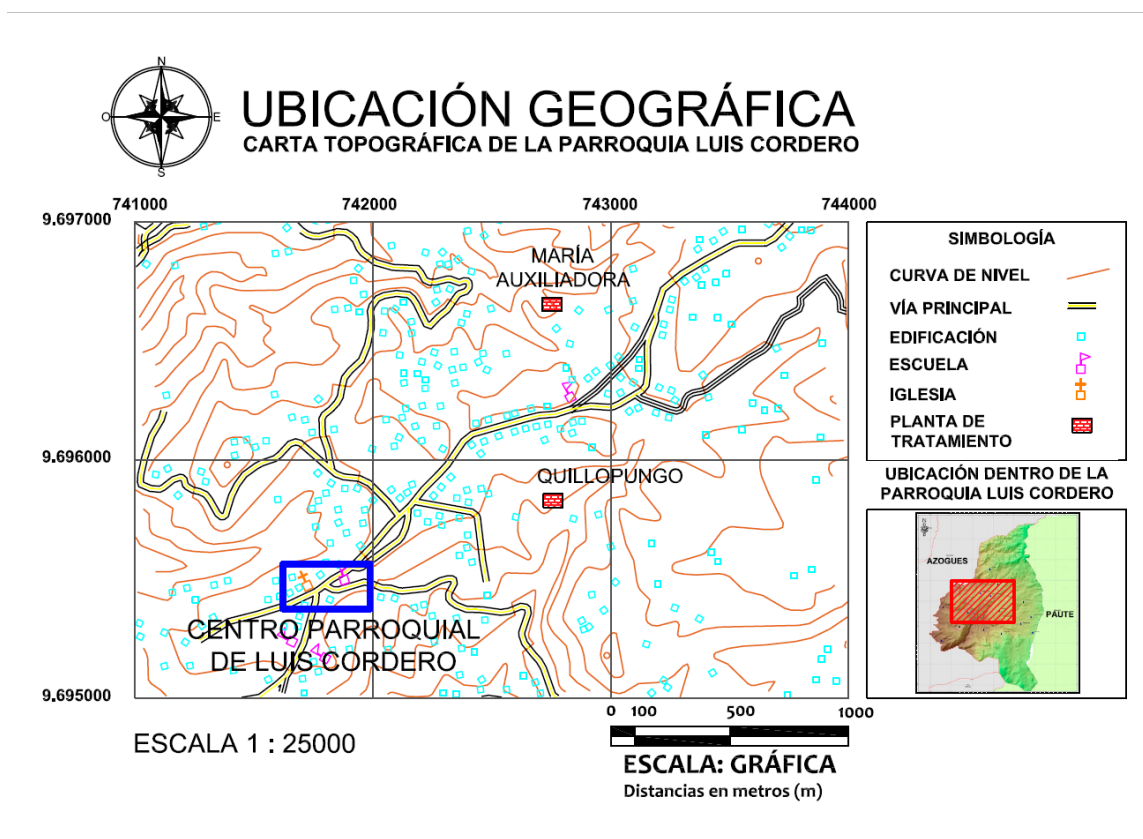 N
O
E
S
UBICACIÓN GEOGRÁFICA
CARTA TOPOGRÁFICA DE LA PARROQUIA LUIS CORDERO
741000 742000 743000 744000
9.697000
9.696000
9.695000
MARÍA
AUXILIADORA
QUILLOPUNGO
CENTRO PARROQUIAL
DE LUIS CORDERO
SIMBOLOGÍA
CURVA DE NIVEL
VÍA PRINCIPAL
EDIFICACIÓN
ESCUELA
IGLESIA
PLANTA DE
TRATAMIENTO
UBICACIÓN DENTRO DE LA
PARROQUIA LUIS CORDERO
AZOGUES
PAUTE
ESCALA 1 : 25000
0 100 500 1000
ESCALA: GRÁFICA
Distancias en metros (m)